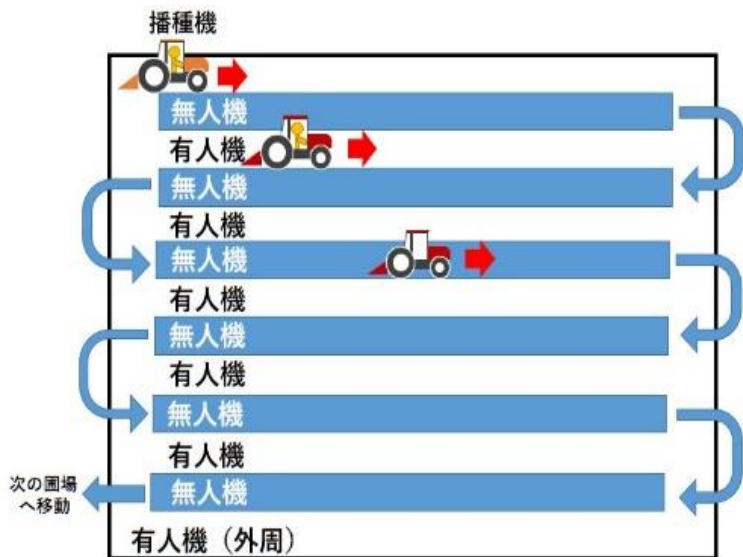 播種機
無人機
有人機
無人機
有人機
無人機
有人機
無人機
有人機
無人機
有人機
無人機
次の圃場
へ移動
有人機（外周）